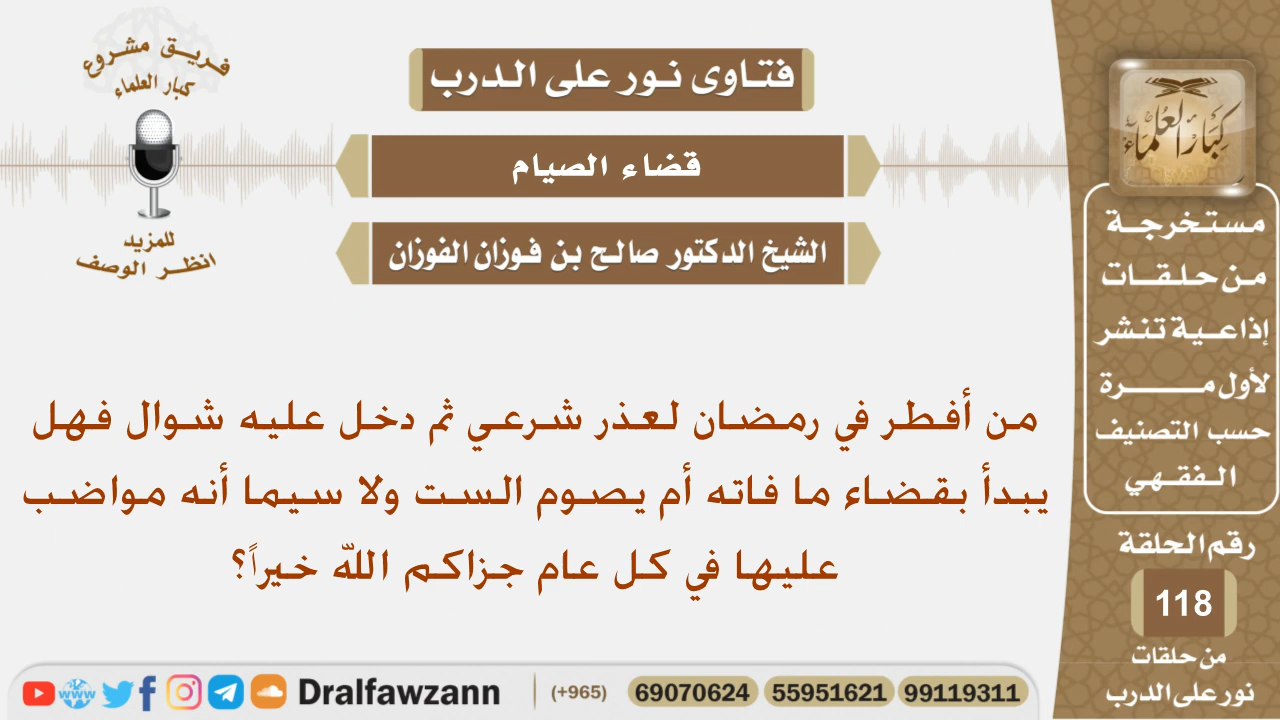 فريق مشروع
كبار العلماء
للمزيد
انظر الوصف
فتاوى نور على الدرب
قضاء الصيام
الشيخ الدكتور صالح بن فوزان الفوزان
من أفطر في رمضان لعذر شرعي ثم دخل عليه شوال فهل
يبدأ بقضاء ما فاته أم يصوم الست ولا سيما أنه مواضب
عليها في كل عام جزاكم الله خيراً؟
كبار العلماء
مستخرجة
من حلقات
إذاعية تنشر
لأول مرة
حسب التصنيف
الفقهي
رقم الحلقة
118
من حلقات
نور على الدرب
www Dralfawzann (+965) 69070624 55951621 99119311